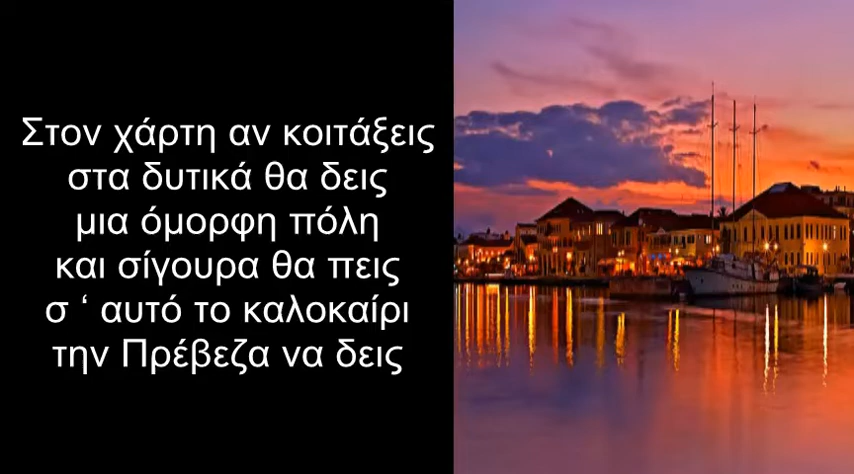 Στον χάρτη αν κοιτάξεις
στα δυτικά θα δεις
μια όμορφη πόλη
και σίγουρα θα πεις
σ ‘ αυτό το καλοκαίρι
την Πρέβεζα να δεις